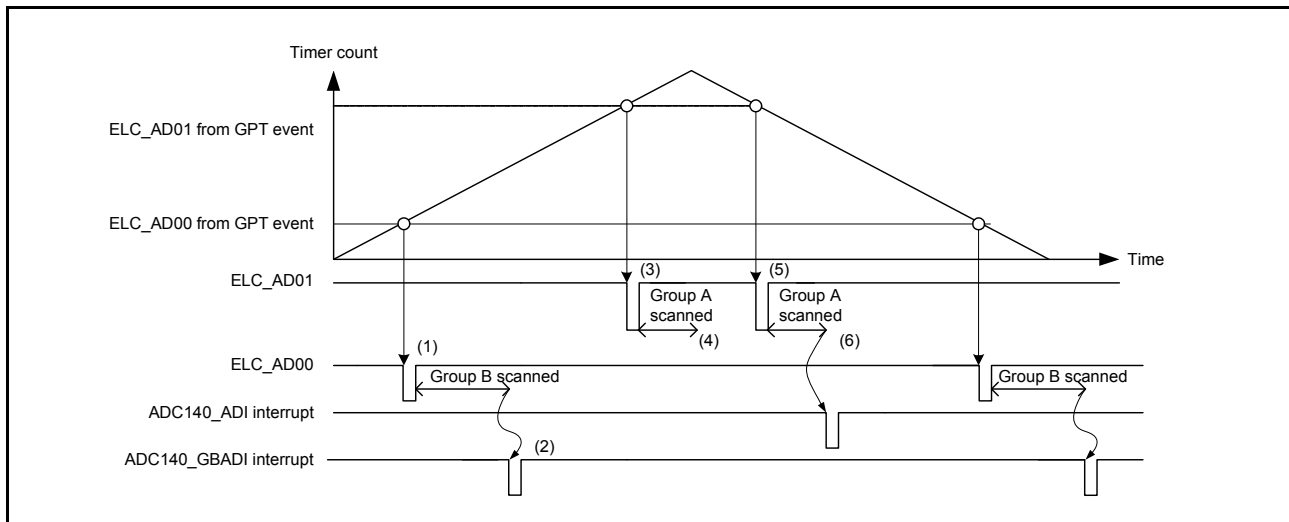 Timer count
ELC_AD01 from GPT event
ELC_AD00 from GPT event
Time
ELC_AD01
(3)
(5)
Group A
scanned
Group A
scanned
(4)
(6)
ELC_AD00
(1)
Group B scanned
Group B scanned
ADC140_ADI interrupt
(2)
ADC140_GBADI interrupt